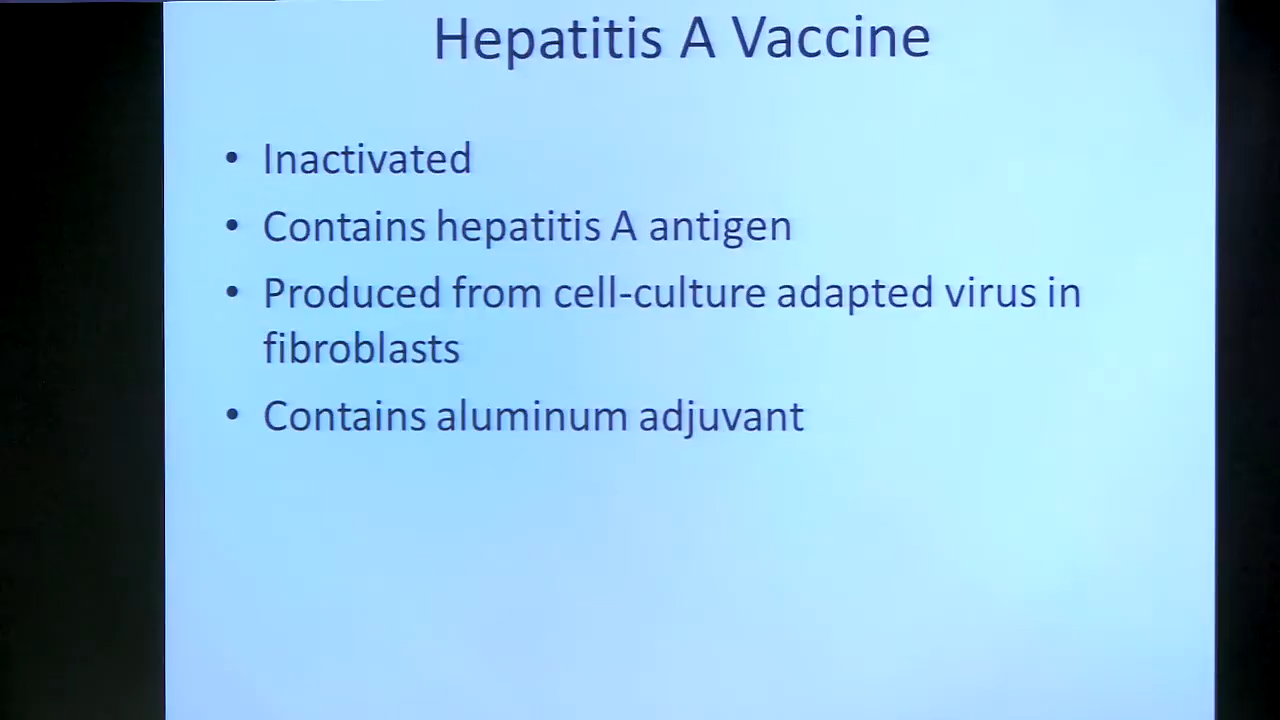 Hepatitis A Vaccine
• Inactivated
• Contains hepatitis A antigen
• Produced from cell-culture adapted virus in
fibroblasts
• Contains aluminum adjuvant